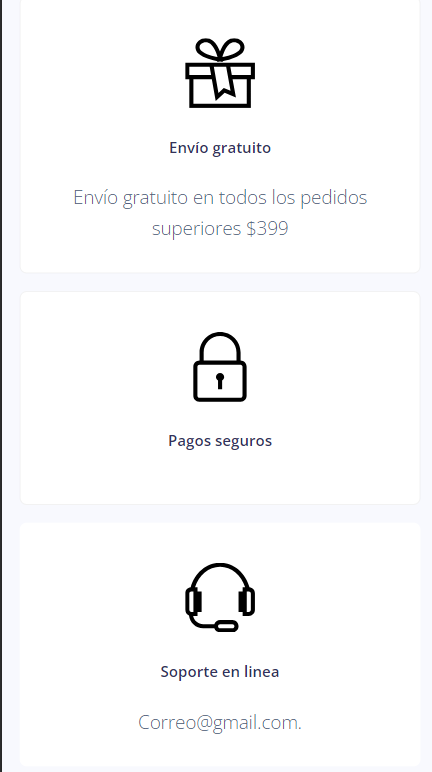 Envío gratuito
Envío gratuito en todos los pedidos
superiores $399
Pagos seguros
Soporte en linea
Correo@gmail.com.